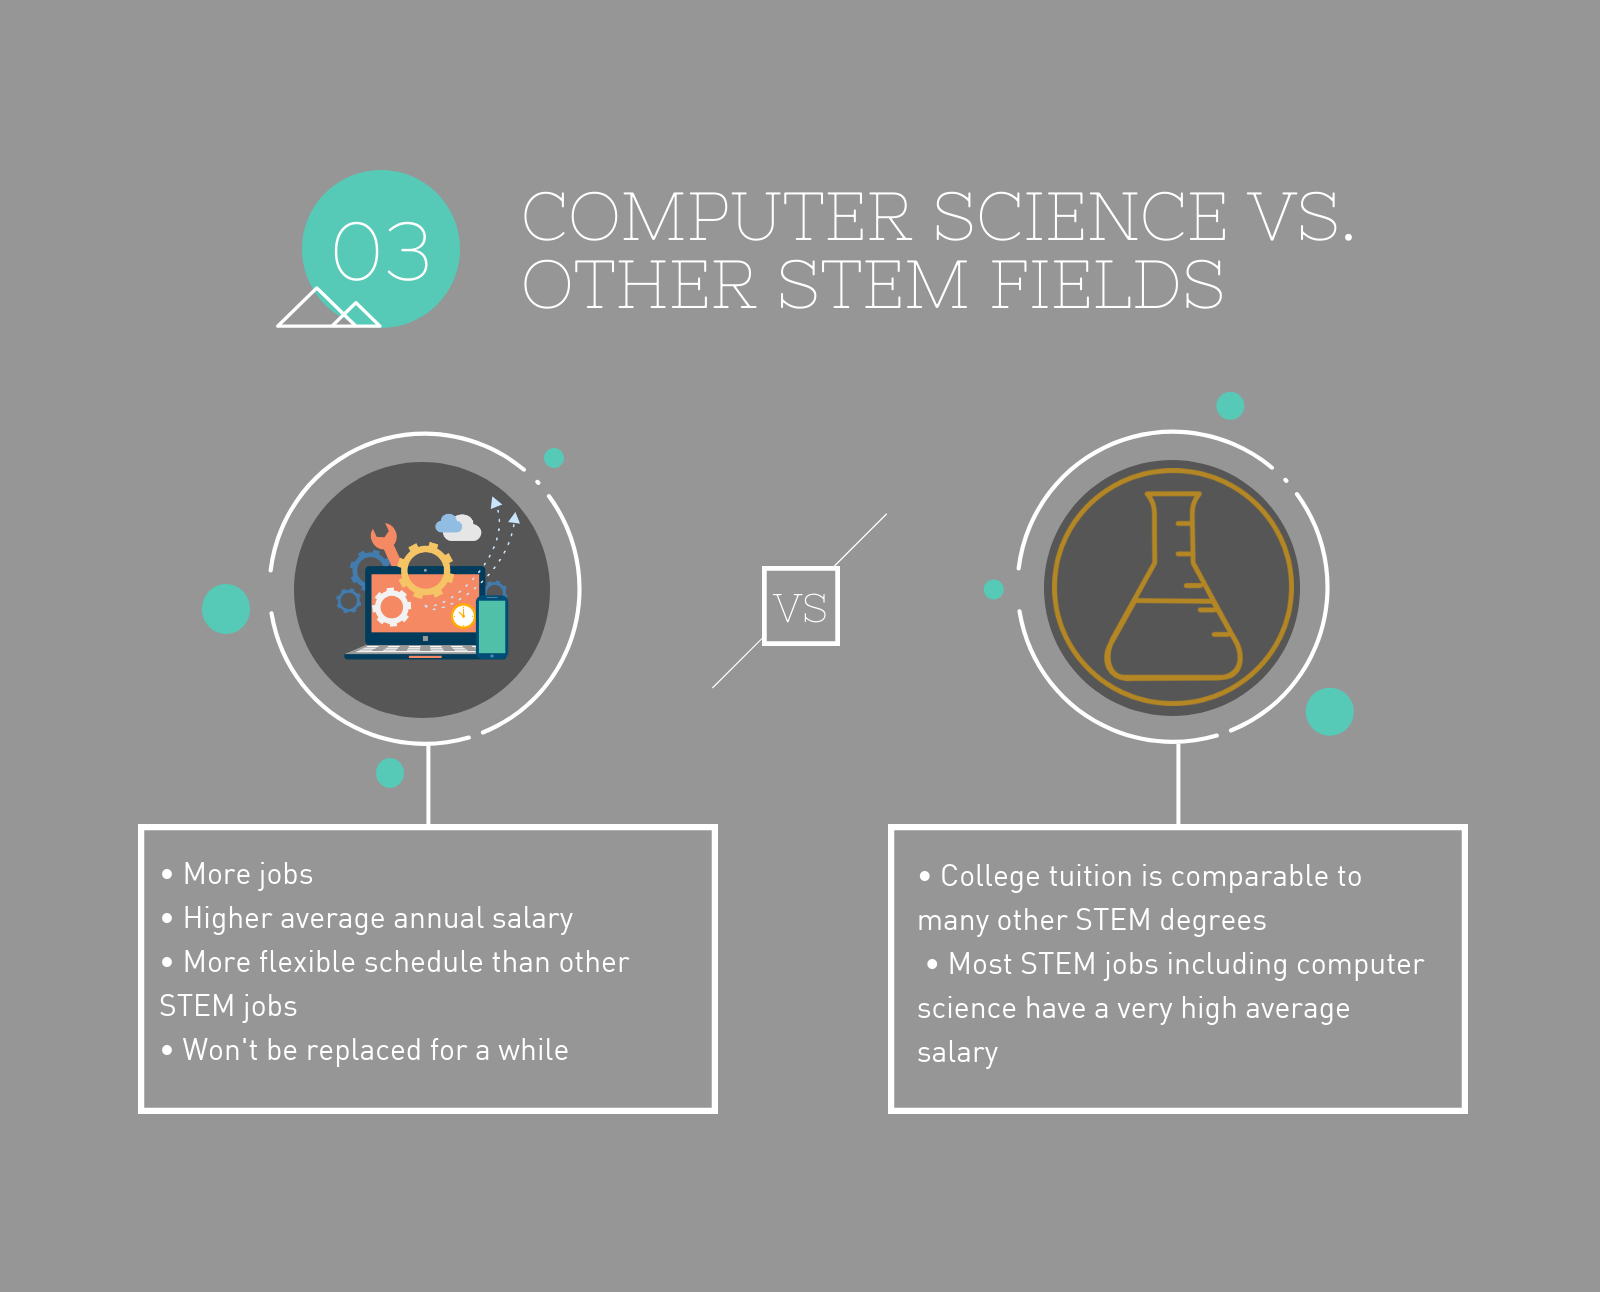 03
COMPUTER SCIENCE VS.
OTHER STEM FIELDS
VS
• More jobs
• Higher average annual salary
• More flexible schedule than other
STEM jobs
• Won't be replaced for a while
• College tuition is comparable to
many other STEM degrees
• Most STEM jobs including computer
science have a very high average
salary